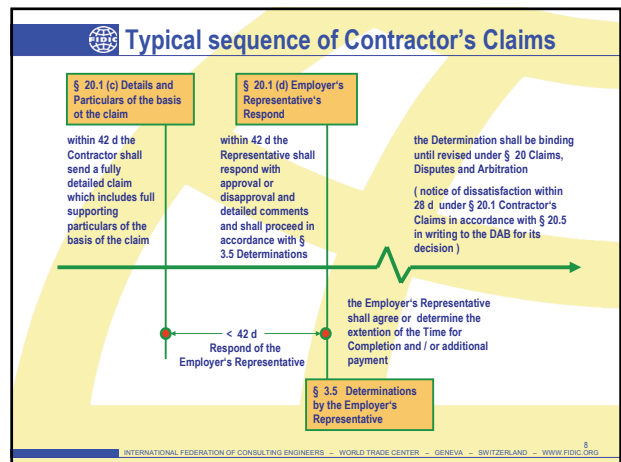 FIDIC
Typical sequence of Contractor's Claims
§ 20.1 (c) Details and
Particulars of the basis
ot the claim
§ 20.1 (d) Employer's
Representative's
Respond
within 42 d the
Contractor shall
send a fully
detailed claim
which includes full
supporting
particulars of the
basis of the claim
within 42 d the
Representative shall
respond with
approval or
disapproval and
detailed comments
and shall proceed in
accordance with §
3.5 Determinations
the Determination shall be binding
until revised under § 20 Claims,
Disputes and Arbitration
( notice of dissatisfaction within
28 d under § 20.1 Contractor's
Claims in accordance with § 20.5
in writing to the DAB for its
decision )
< 42 d
Respond of the
Employer's Representative
the Employer's Representative
shall agree or determine the
extention of the Time for
Completion and / or additional
payment
§ 3.5 Determinations
by the Employer's
Representative
8
INTERNATIONAL FEDERATION OF CONSULTING ENGINEERS – WORLD TRADE CENTER – GENEVA – SWITZERLAND – WWW.FIDIC.ORG